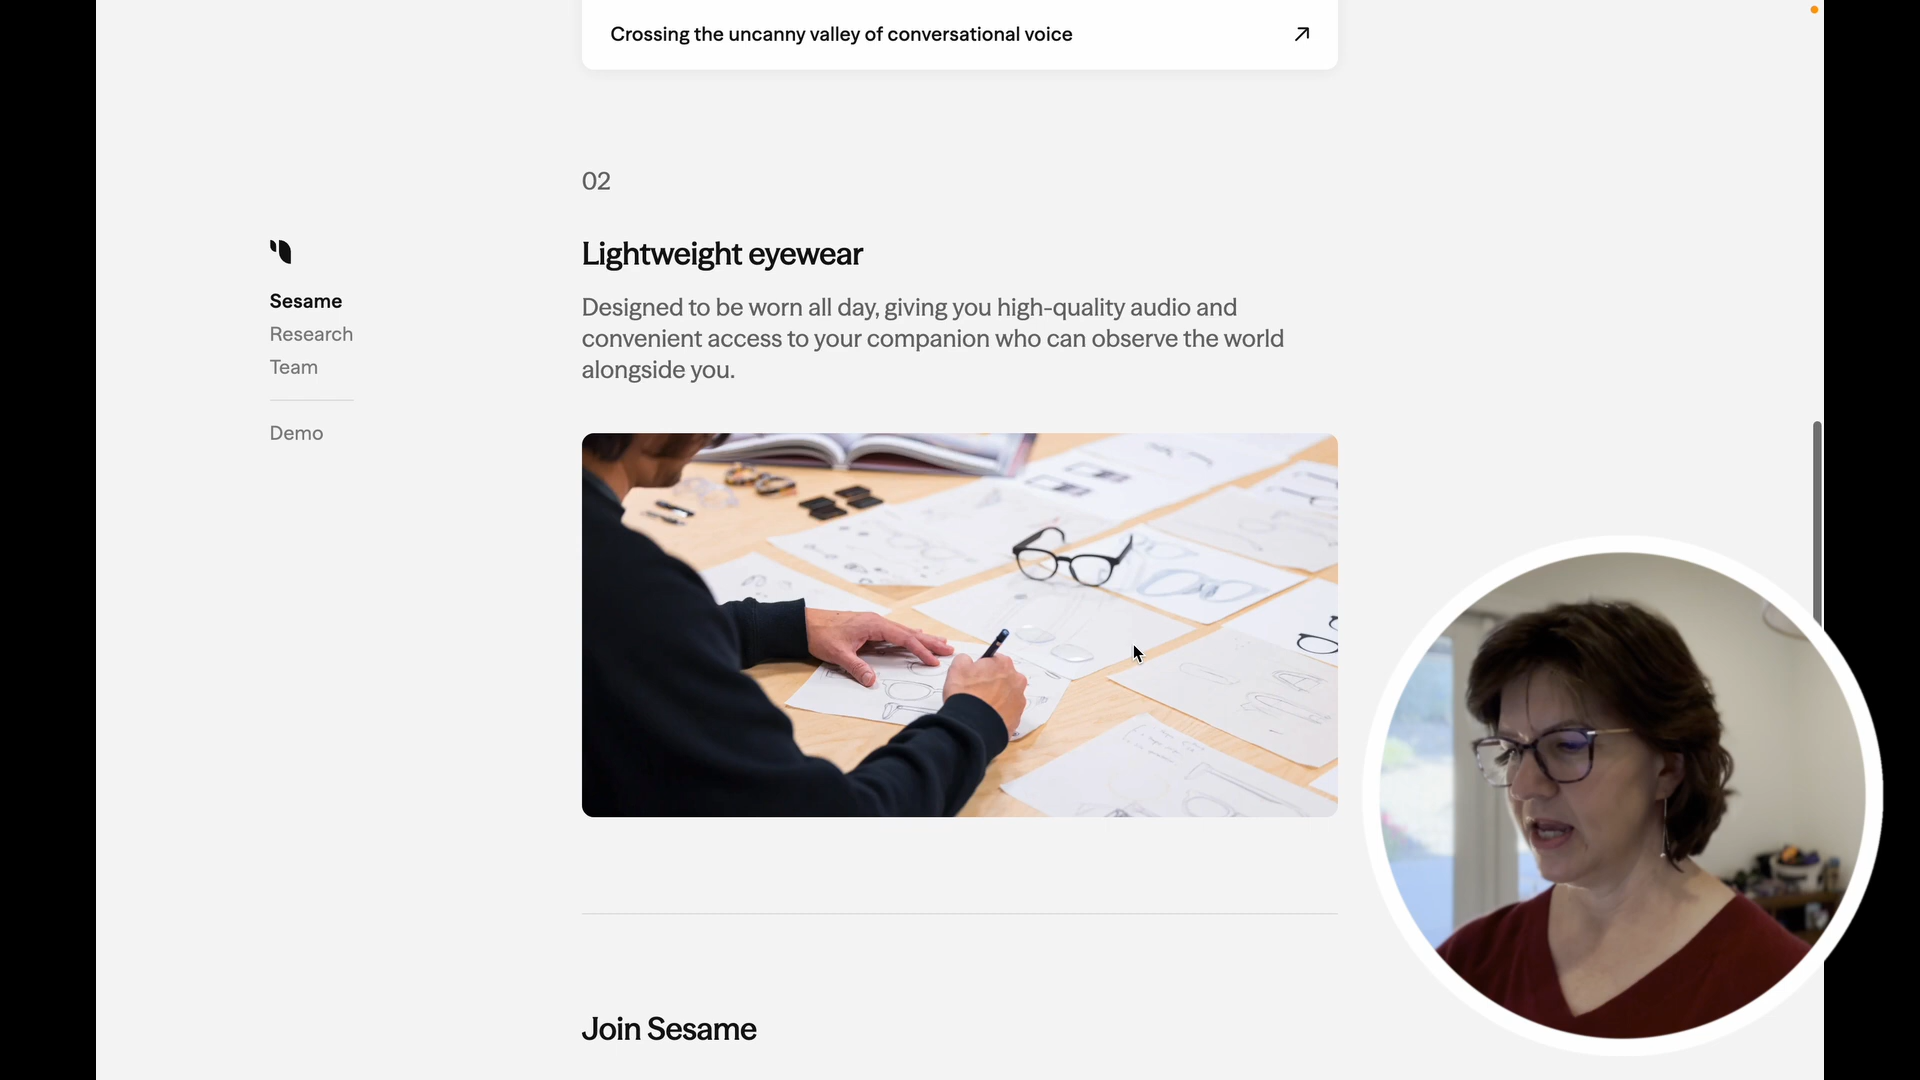 Crossing the uncanny valley of conversational voice
02
Sesame
Research
Team
Demo
Lightweight eyewear
Designed to be worn all day, giving you high-quality audio and
convenient access to your companion who can observe the world
alongside you.
Join Sesame